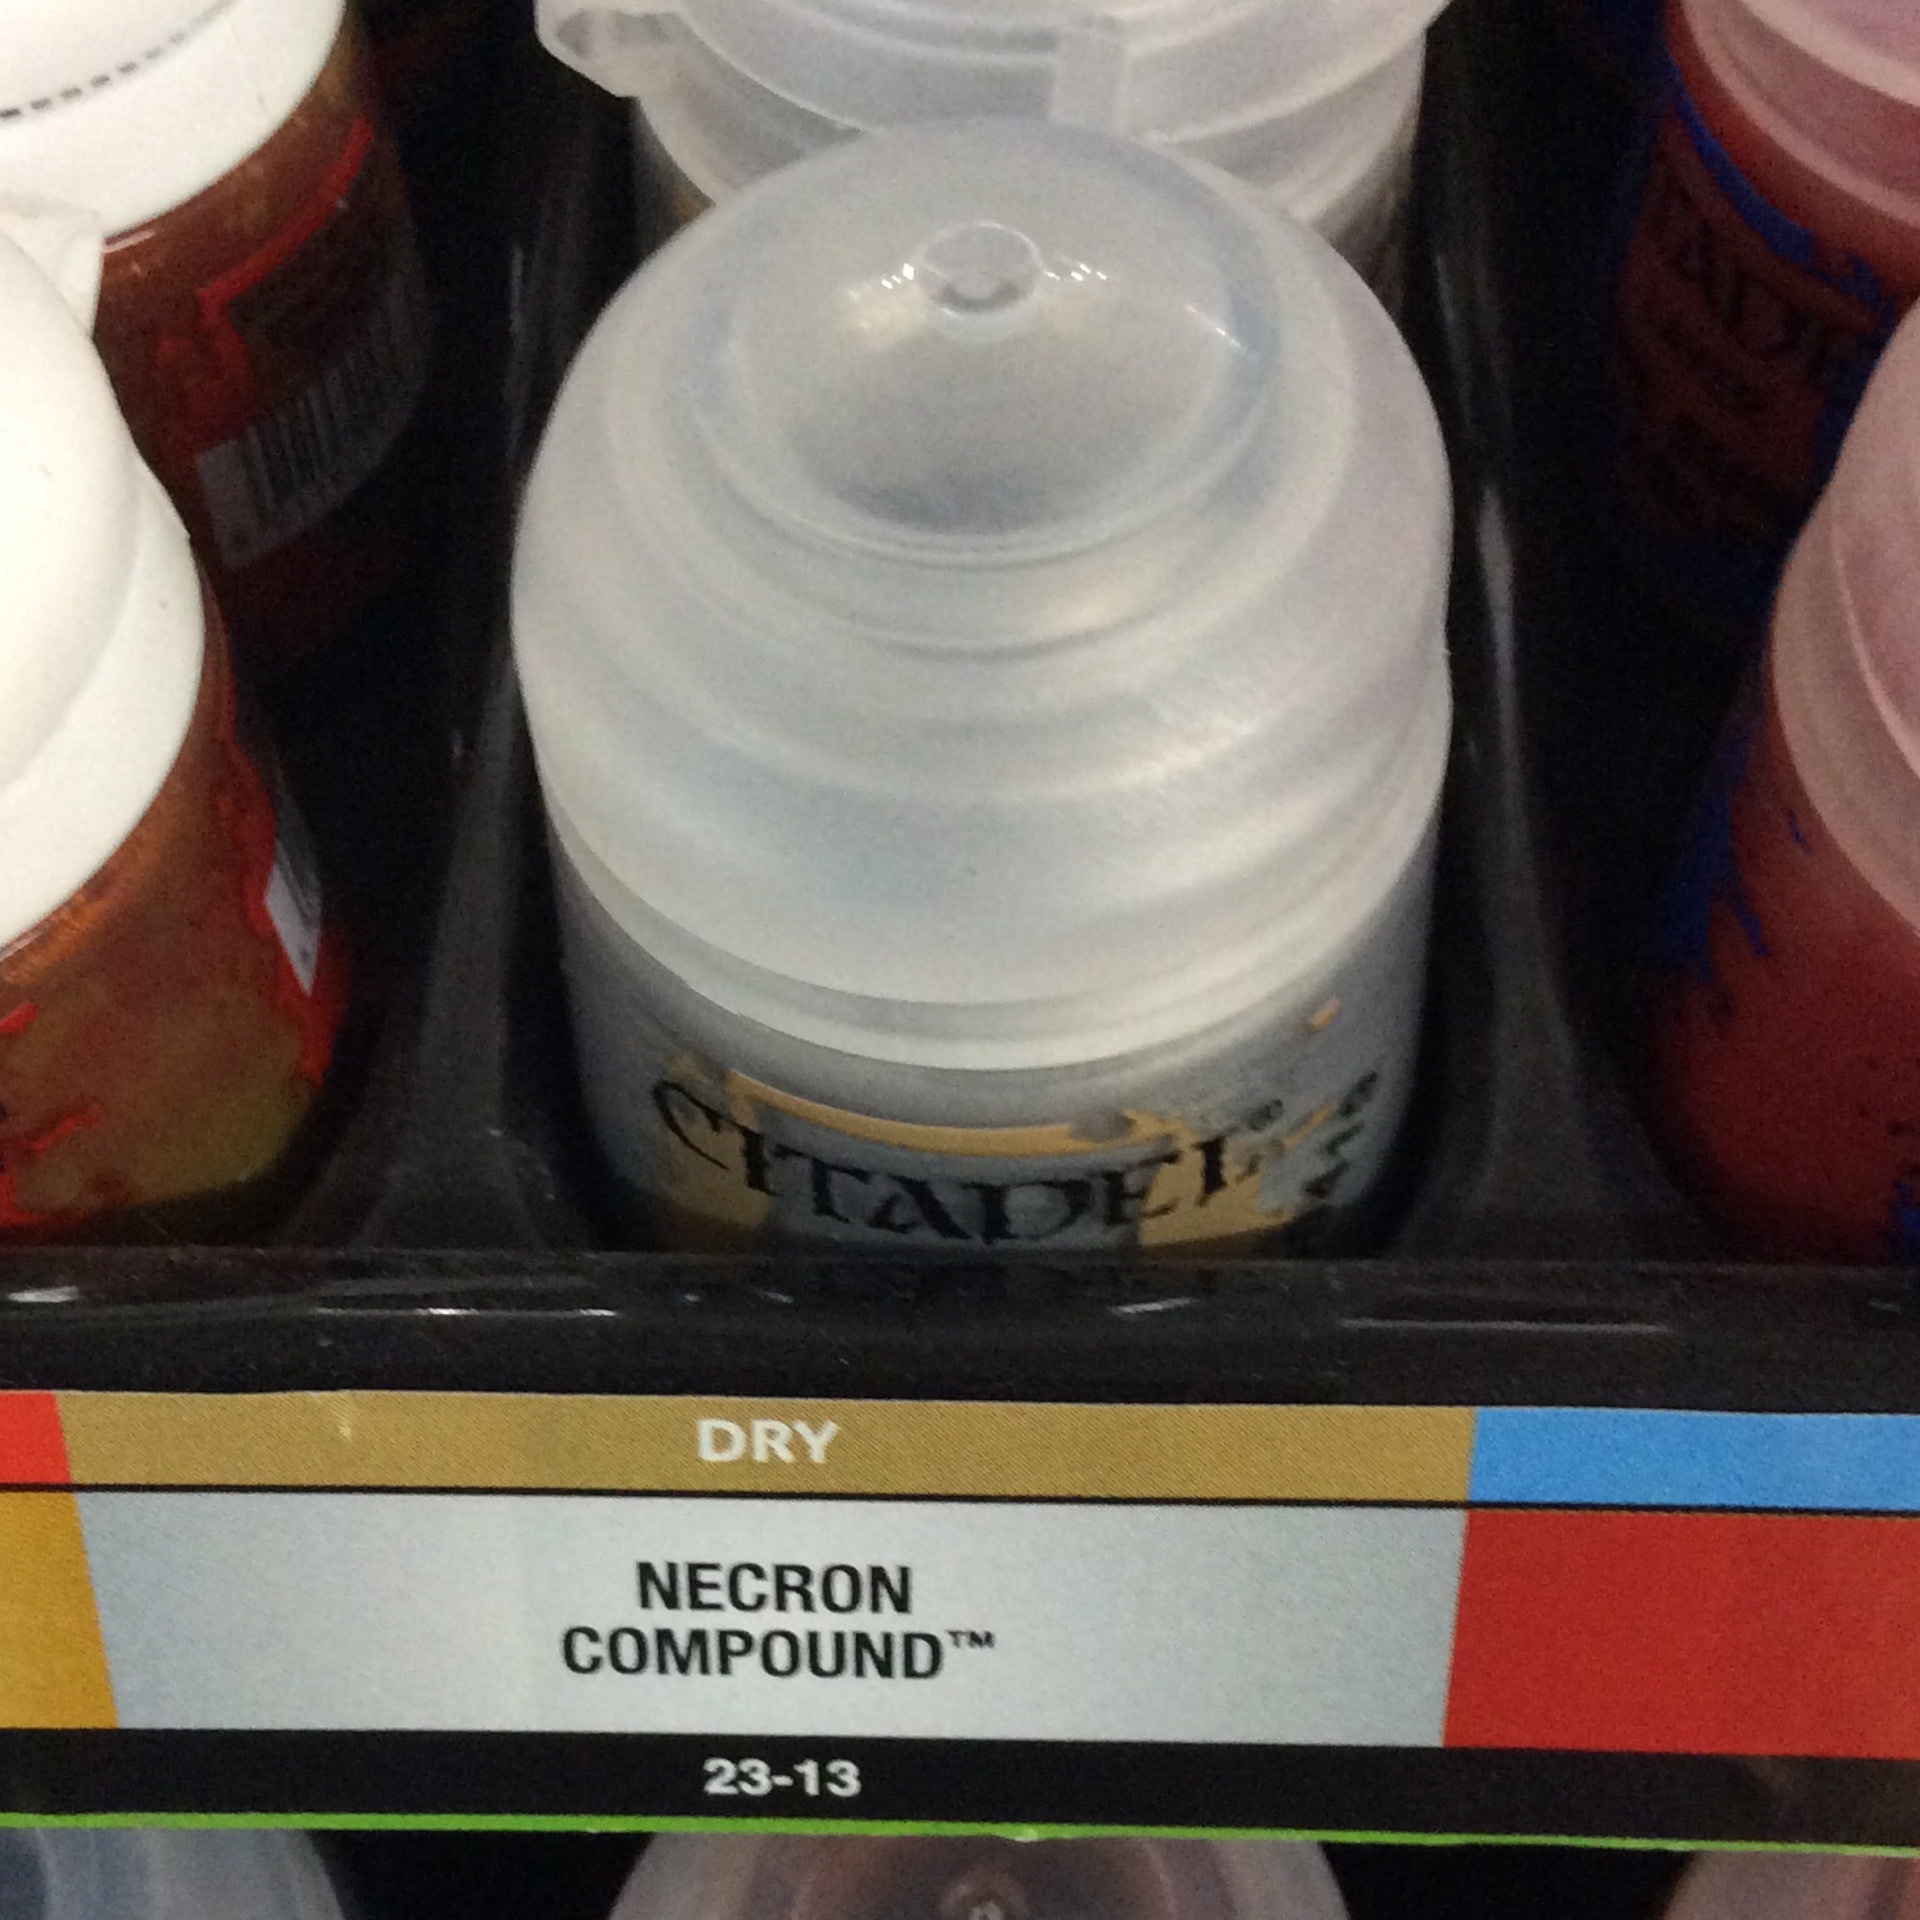 CITADEL®
DRY
NECRON
COMPOUND™
23-13